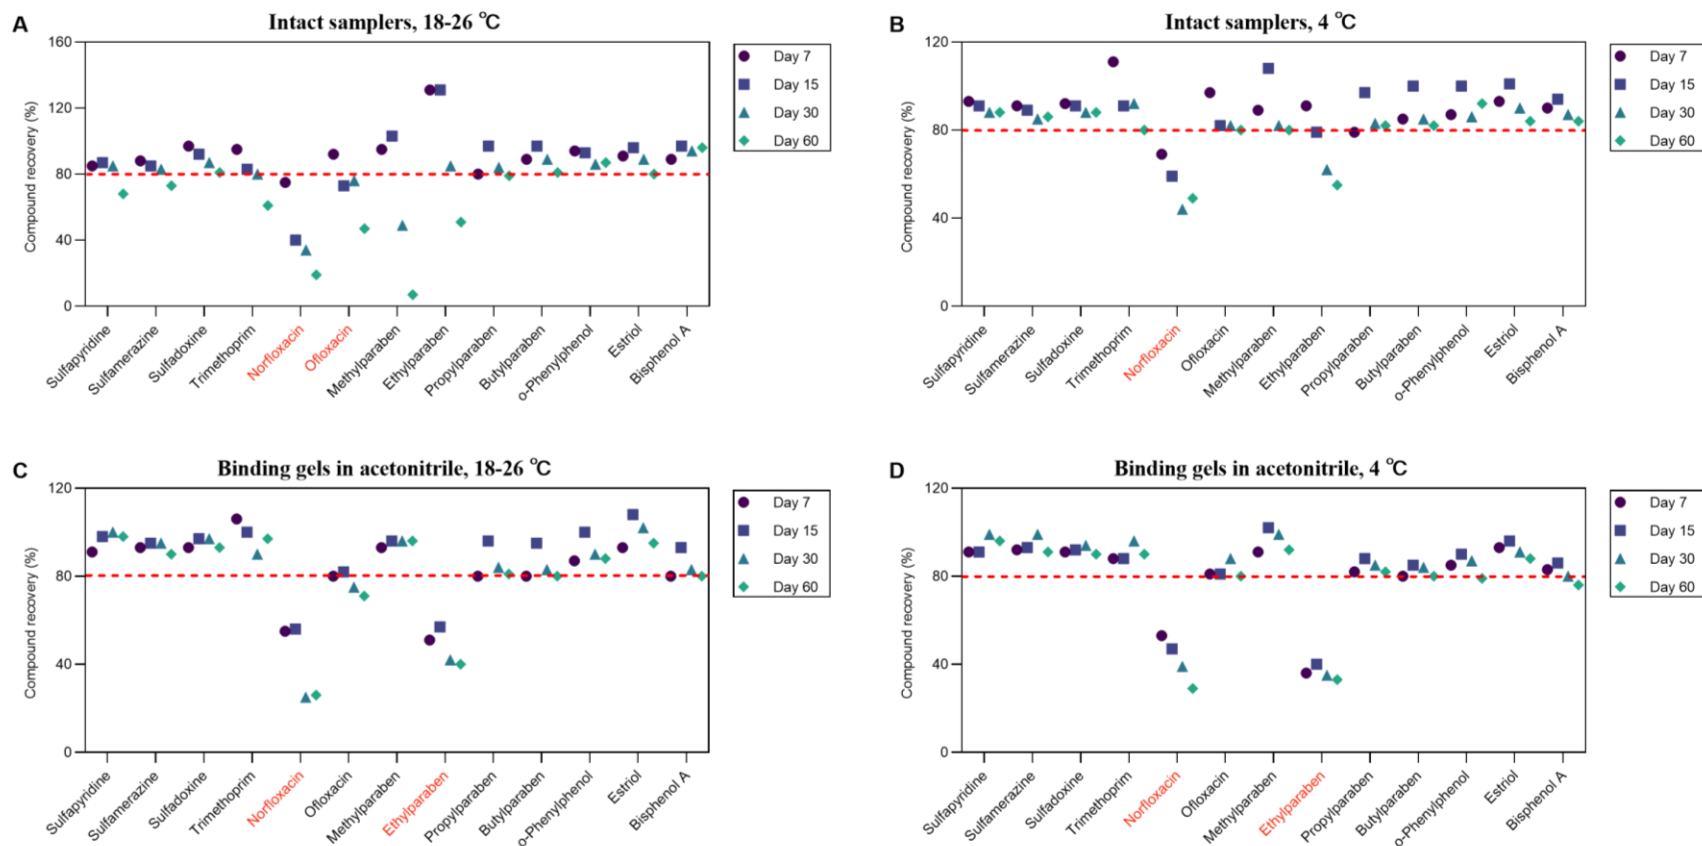 A
Intact samplers, 18-26 ℃
Compound recovery (%)
160
120
80
40
0
Sulfapyridine
Sulfamerazine
Sulfadoxine
Trimethoprim
Norfloxacin
Ofloxacin
Methylparaben
Ethylparaben
Propylparaben
Butylparaben
o-Phenylphenol
Estriol
Bisphenol A
Day 7
Day 15
Day 30
Day 60
B
Intact samplers, 4 ℃
Compound recovery (%)
120
80
40
0
Sulfapyridine
Sulfamerazine
Sulfadoxine
Trimethoprim
Norfloxacin
Ofloxacin
Methylparaben
Ethylparaben
Propylparaben
Butylparaben
o-Phenylphenol
Estriol
Bisphenol A
Day 7
Day 15
Day 30
Day 60
C
Binding gels in acetonitrile, 18-26 ℃
Compound recovery (%)
120
80
40
0
Sulfapyridine
Sulfamerazine
Sulfadoxine
Trimethoprim
Norfloxacin
Ofloxacin
Methylparaben
Ethylparaben
Propylparaben
Butylparaben
o-Phenylphenol
Estriol
Bisphenol A
Day 7
Day 15
Day 30
Day 60
D
Binding gels in acetonitrile, 4 ℃
Compound recovery (%)
120
80
40
0
Sulfapyridine
Sulfamerazine
Sulfadoxine
Trimethoprim
Norfloxacin
Ofloxacin
Methylparaben
Ethylparaben
Propylparaben
Butylparaben
o-Phenylphenol
Estriol
Bisphenol A
Day 7
Day 15
Day 30
Day 60